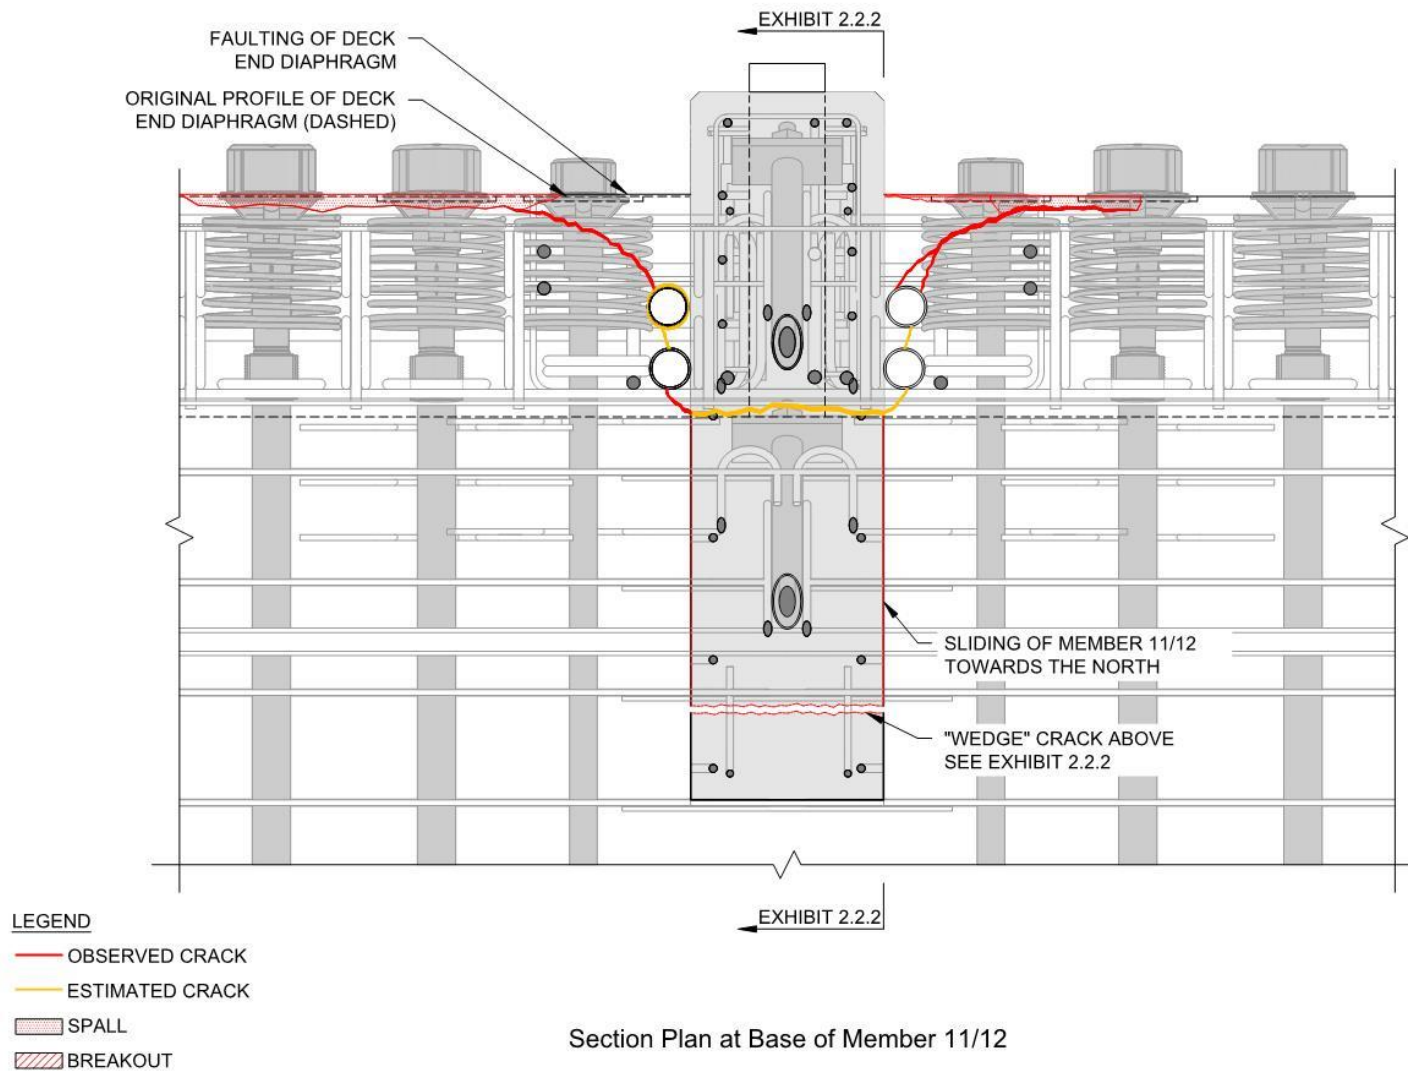 EXHIBIT 2.2.2
FAULTING OF DECK
END DIAPHRAGM
ORIGINAL PROFILE OF DECK
END DIAPHRAGM (DASHED)
SLIDING OF MEMBER 11/12
TOWARDS THE NORTH
"WEDGE" CRACK ABOVE
SEE EXHIBIT 2.2.2
EXHIBIT 2.2.2
LEGEND
OBSERVED CRACK
ESTIMATED CRACK
SPALL
BREAKOUT
Section Plan at Base of Member 11/12